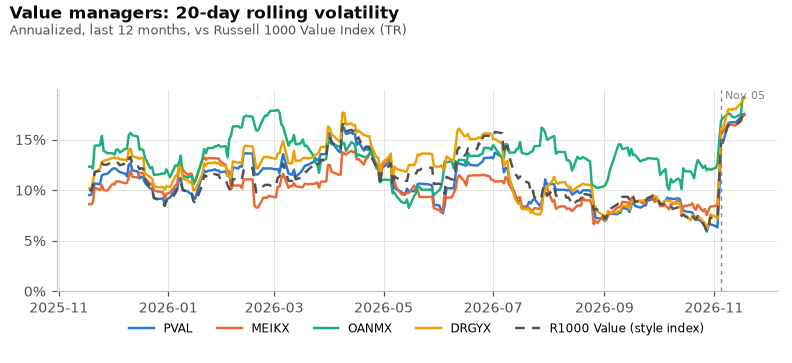 Value managers: 20-day rolling volatility
Annualized, last 12 months, vs Russell 1000 Value Index (TR)
Nov 05
15%
10%
5%
0%
2025-11 2026-01 2026-03 2026-05 2026-07 2026-09 2026-11
PVAL MEIKX OANMX DRGYX R1000 Value (style index)